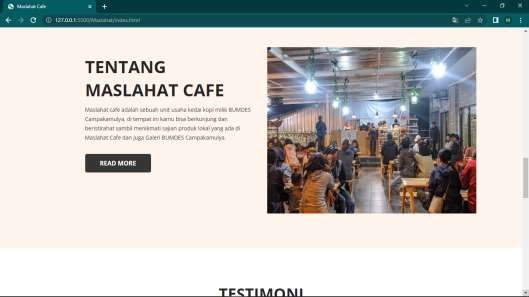 Maslahat Cafe
127.0.0.1:5500/Maslahat/index.html
TENTANG
MASLAHAT CAFE
Maslahat cafe adalah sebuah unit usaha kedai kopi milik BUMDES
Campakamulya, di tempat ini kamu bisa berkunjung dan
beristirahat sambil menikmati sajian produk lokal yang ada di
Maslahat Cafe dan juga Galeri BUMDES Campakamulya.
READ MORE
TESTIMONI